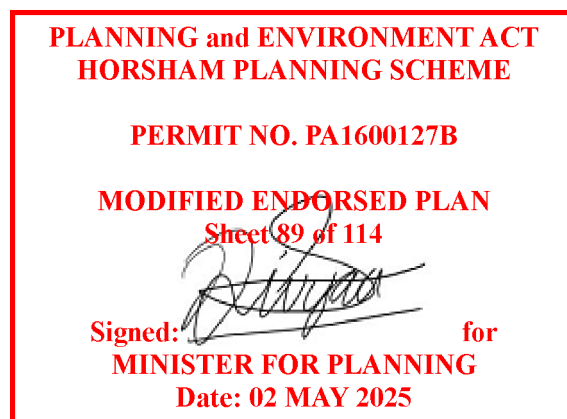 PLANNING and ENVIRONMENT ACT
HORSHAM PLANNING SCHEME
PERMIT NO. PA1600127B
MODIFIED ENDORSED PLAN
Sheet 89 of 114
Signed: for
MINISTER FOR PLANNING
Date: 02 MAY 2025